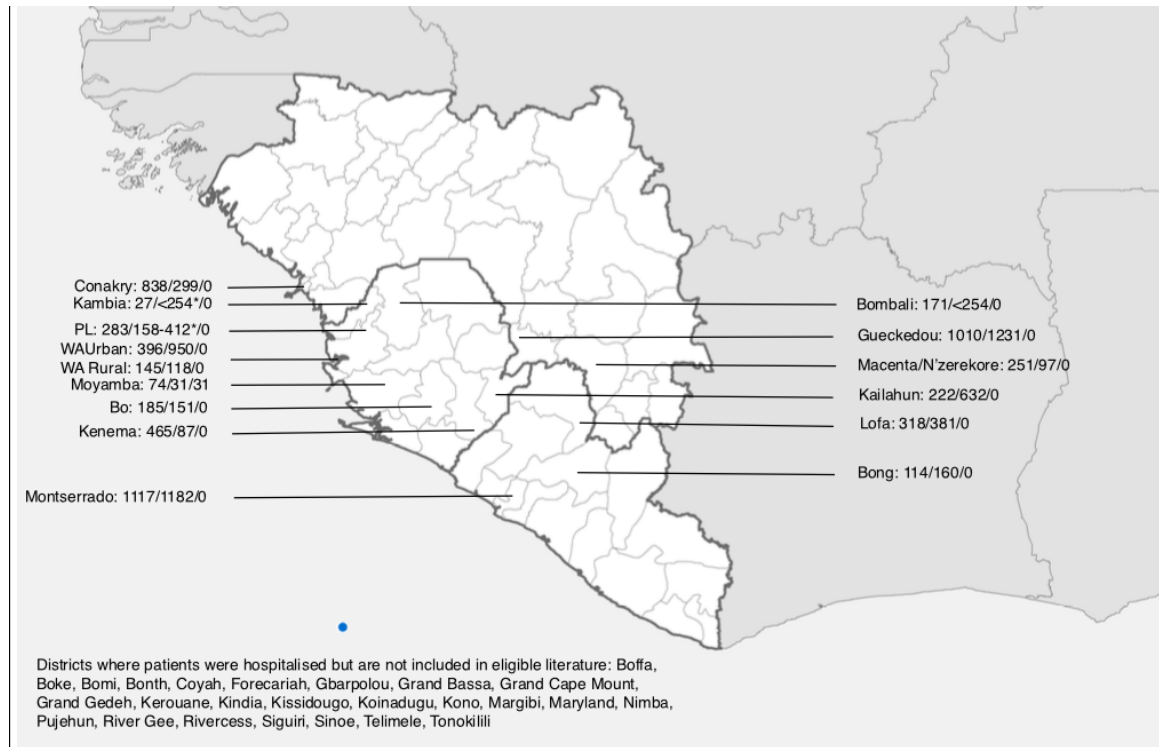 Conakry: 838/299/0
Kambia: 27/<254*/0
PL: 283/158-412*/0
WAUrban: 396/950/0
WA Rural: 145/118/0
Moyamba: 74/31/31
Bo: 185/151/0
Kenema: 465/87/0
Montserrado: 1117/1182/0
Bombali: 171/<254/0
Gueckedou: 1010/1231/0
Macenta/N'zerekore: 251/97/0
Kailahun: 222/632/0
Lofa: 318/381/0
Bong: 114/160/0
Districts where patients were hospitalised but are not included in eligible literature: Boffa,
Boke, Bomi, Bonth, Coyah, Forecariah, Gbarpolou, Grand Bassa, Grand Cape Mount,
Grand Gedeh, Kerouane, Kindia, Kissidougo, Koinadugu, Kono, Margibi, Maryland, Nimba,
Pujehun, River Gee, Rivercess, Siguiri, Sinoe, Telimele, Tonokilili